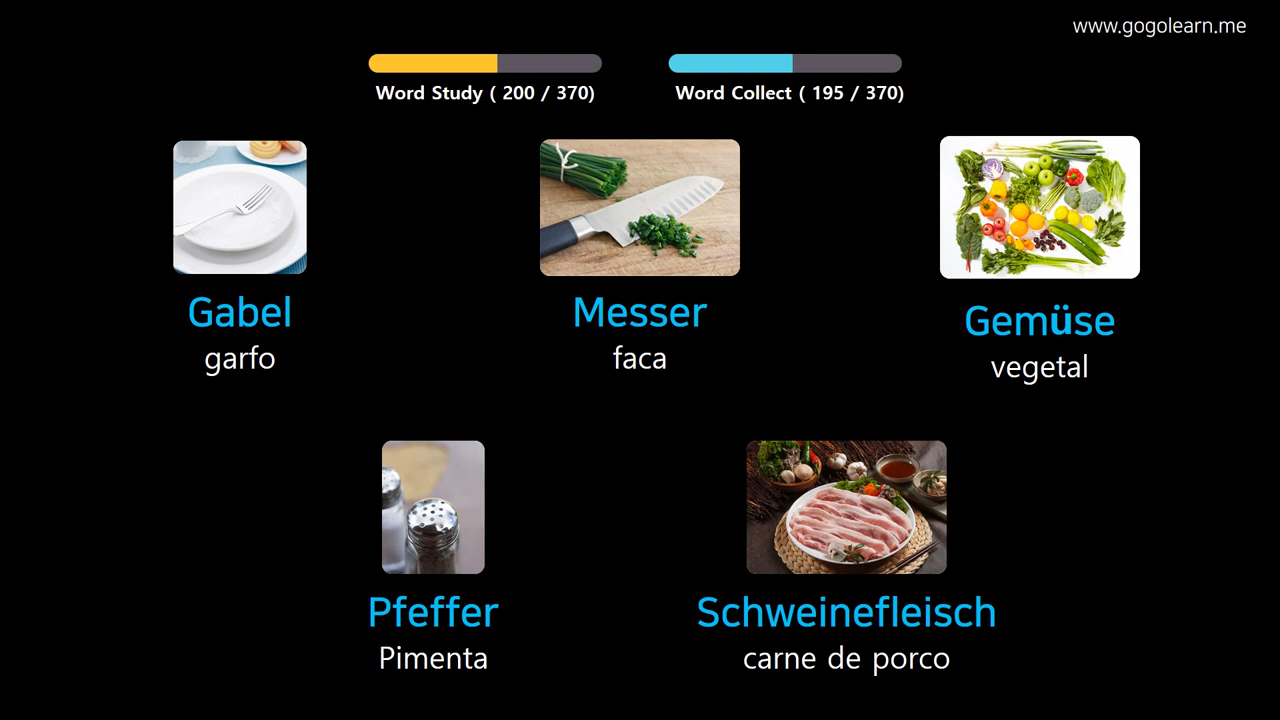 www.gogolearn.me
Word Study ( 200 / 370)
Word Collect ( 195 / 370)
Gabel
garfo
Messer
faca
Gemüse
vegetal
Pfeffer
Pimenta
Schweinefleisch
carne de porco